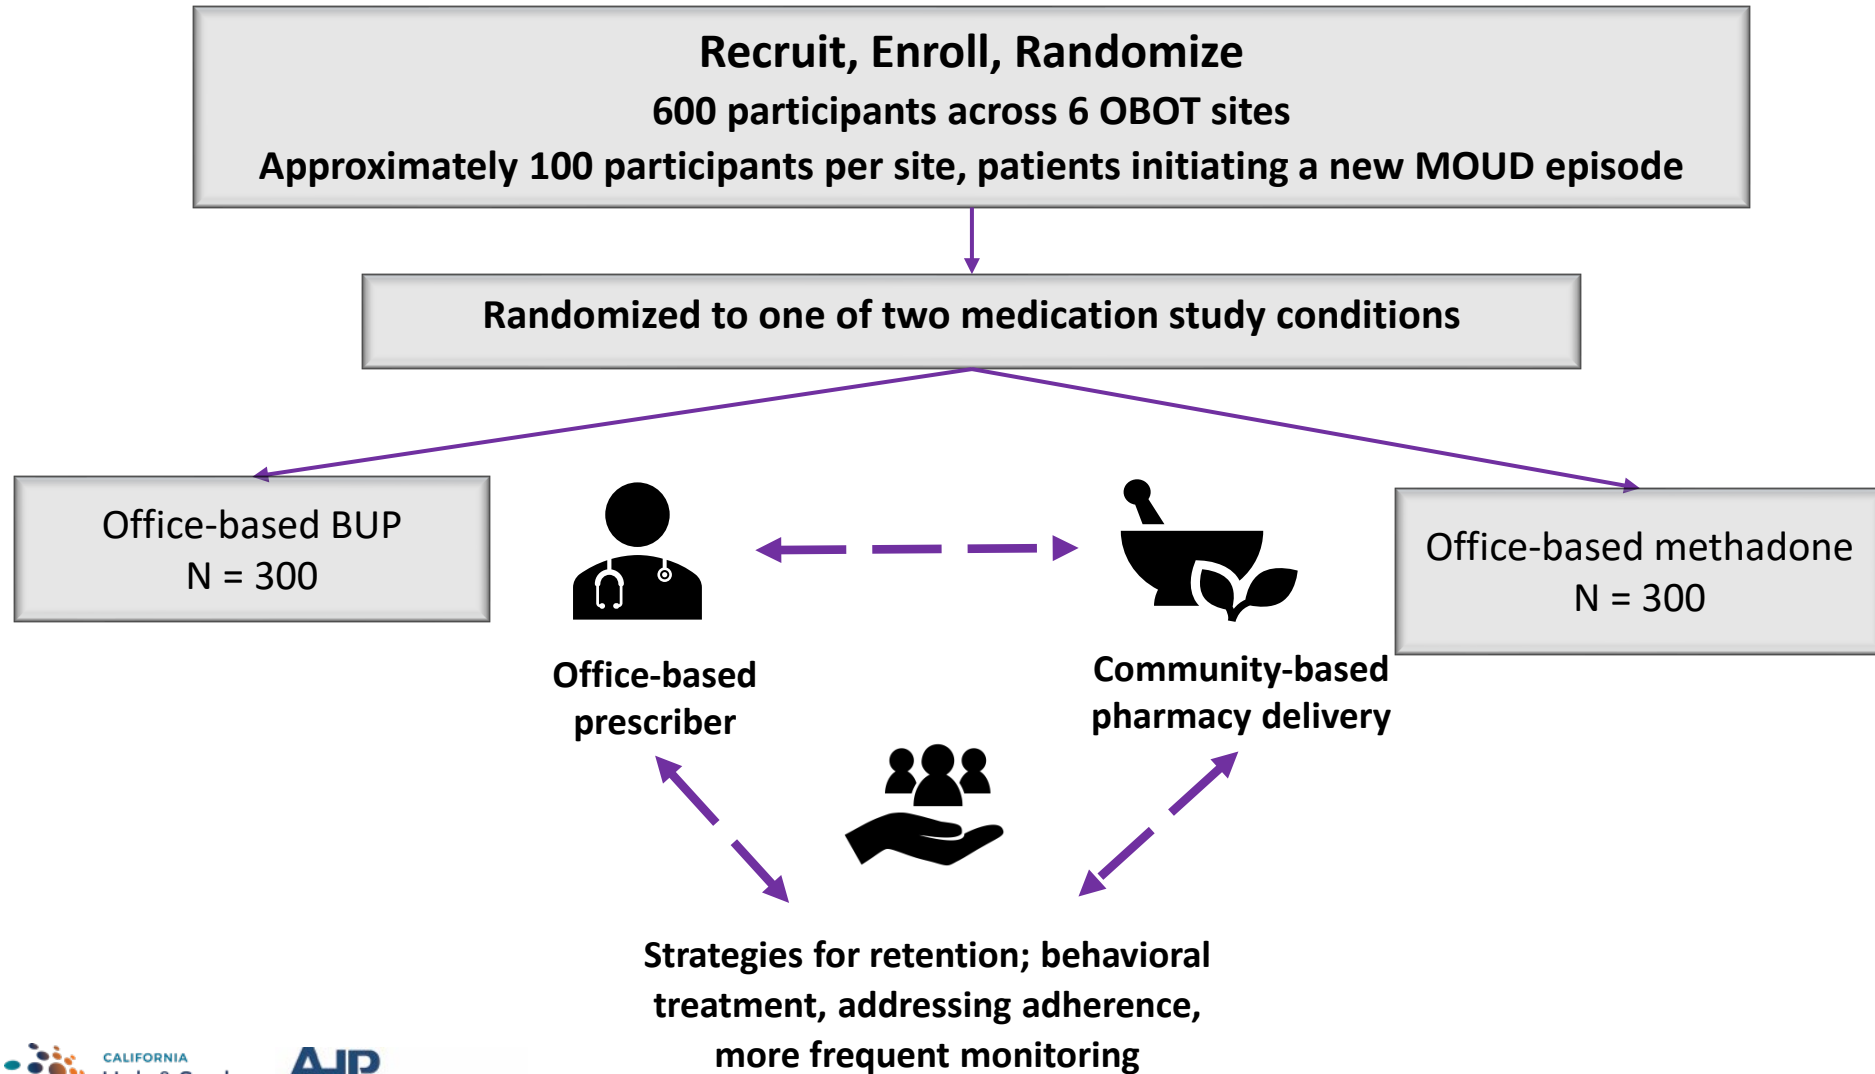 Recruit, Enroll, Randomize
600 participants across 6 OBOT sites
Approximately 100 participants per site, patients initiating a new MOUD episode
Randomized to one of two medication study conditions
Office-based BUP
N = 300
Office-based methadone
N = 300
Office-based
prescriber
Community-based
pharmacy delivery
Strategies for retention; behavioral
treatment, addressing adherence,
more frequent monitoring
CALIFORNIA